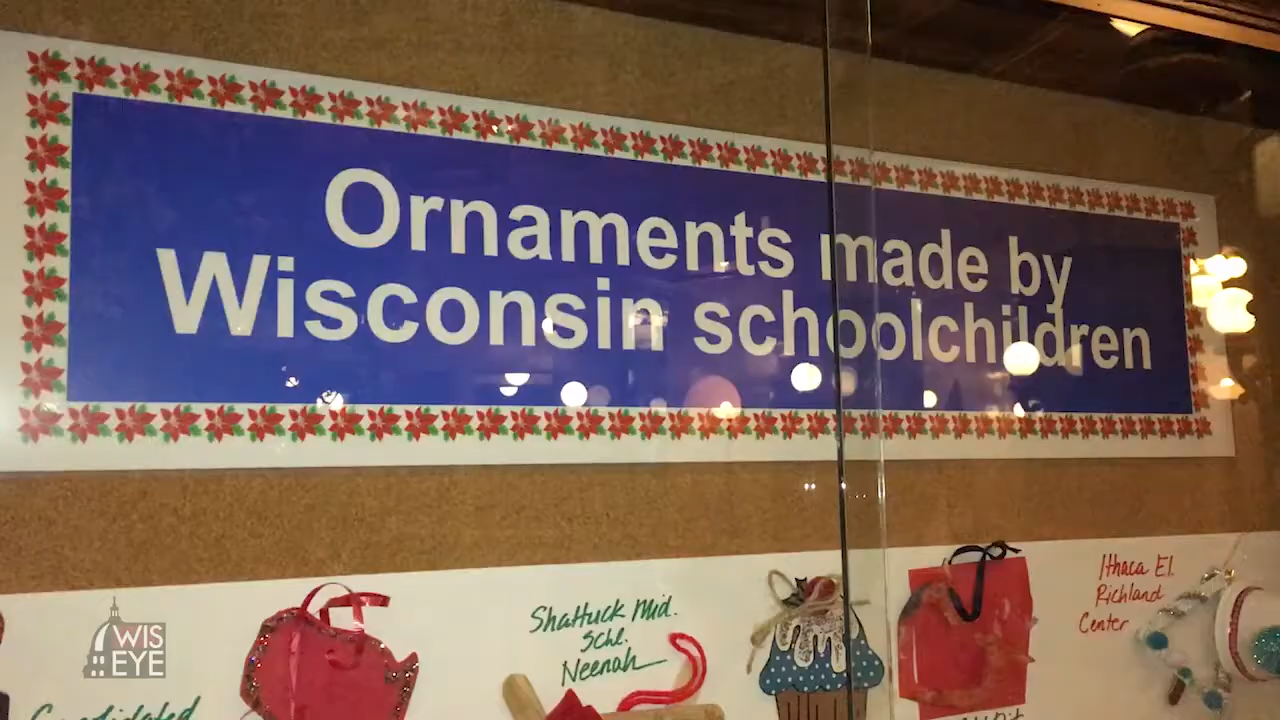 Ornaments made by
Wisconsin schoolchildren
Shattuck Mid.
Schl.
Neenah
Ithaca El.
Richland
Center
WIS
EYE